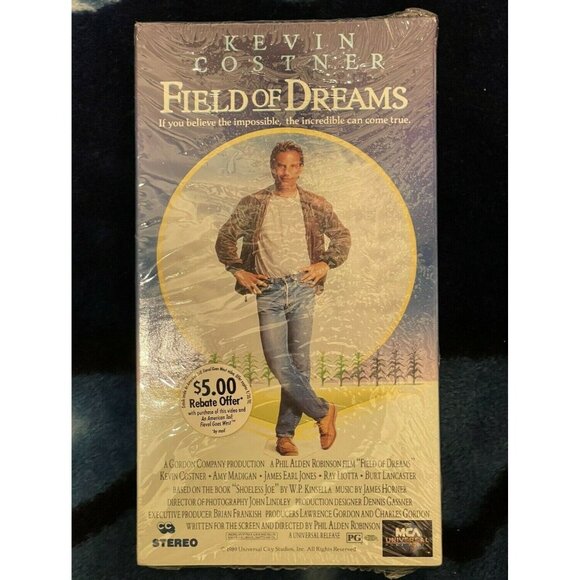 KEVIN
COSTNER
FIELD OF DREAMS
If you believe the impossible, the incredible can come true.
$5.00
Rebate Offer*
with purchase of this video and
An American Tail:
Fievel Goes West™
*by mail
A GORDON COMPANY PRODUCTION A PHIL ALDEN ROBINSON FILM "FIELD OF DREAMS"
KEVIN COSTNER • AMY MADIGAN • JAMES EARL JONES • RAY LIOTTA • BURT LANCASTER
BASED ON THE BOOK "SHOELESS JOE" BY W.P. KINSELLA MUSIC BY JAMES HORNER
DIRECTOR OF PHOTOGRAPHY JOHN LINDLEY PRODUCTION DESIGNER DENNIS GASSNER
EXECUTIVE PRODUCER BRIAN FRANKISH PRODUCERS LAWRENCE GORDON AND CHARLES GORDON
WRITTEN FOR THE SCREEN AND DIRECTED BY PHIL ALDEN ROBINSON
A UNIVERSAL RELEASE PG
CC
STEREO
MCA
UNIVERSAL
© 1989 Universal City Studios, Inc. All Rights Reserved